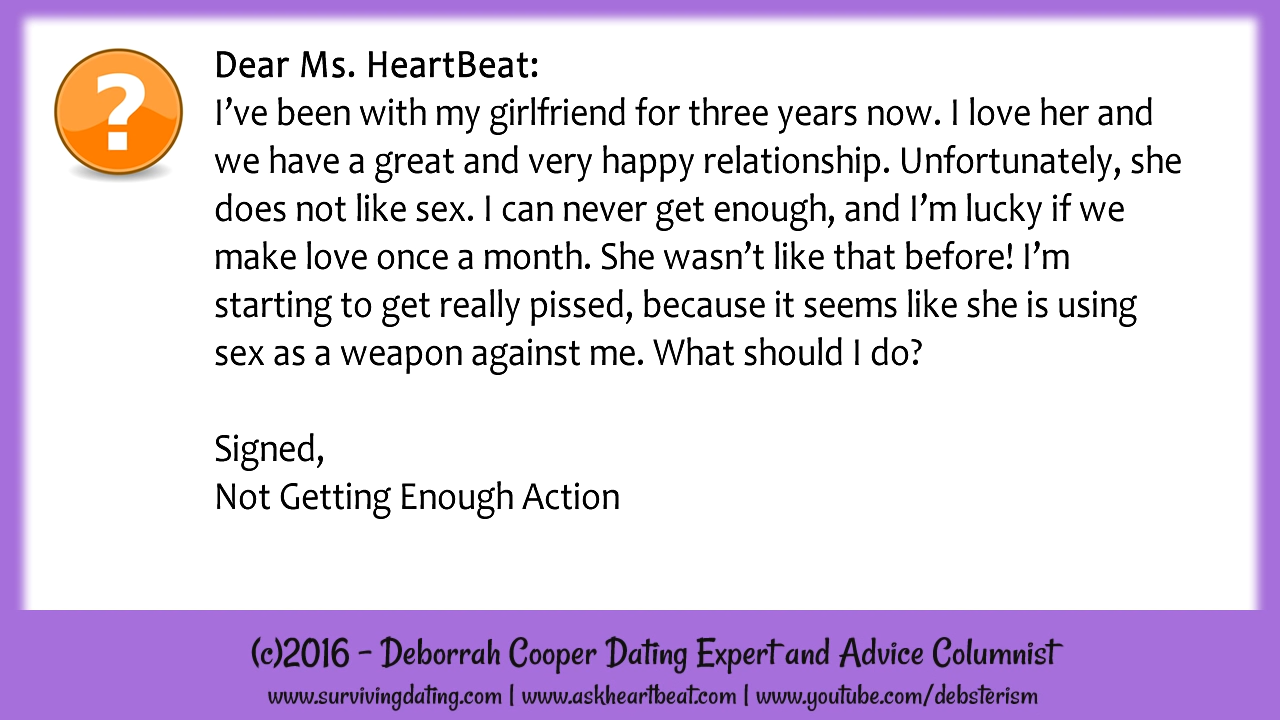 ?
Dear Ms. HeartBeat:
I’ve been with my girlfriend for three years now. I love her and
we have a great and very happy relationship. Unfortunately, she
does not like sex. I can never get enough, and I’m lucky if we
make love once a month. She wasn’t like that before! I’m
starting to get really pissed, because it seems like she is using
sex as a weapon against me. What should I do?
Signed,
Not Getting Enough Action
(c)2016 – Deborrah Cooper Dating Expert and Advice Columnist
www.survivingdating.com | www.askheartbeat.com | www.youtube.com/debsterism